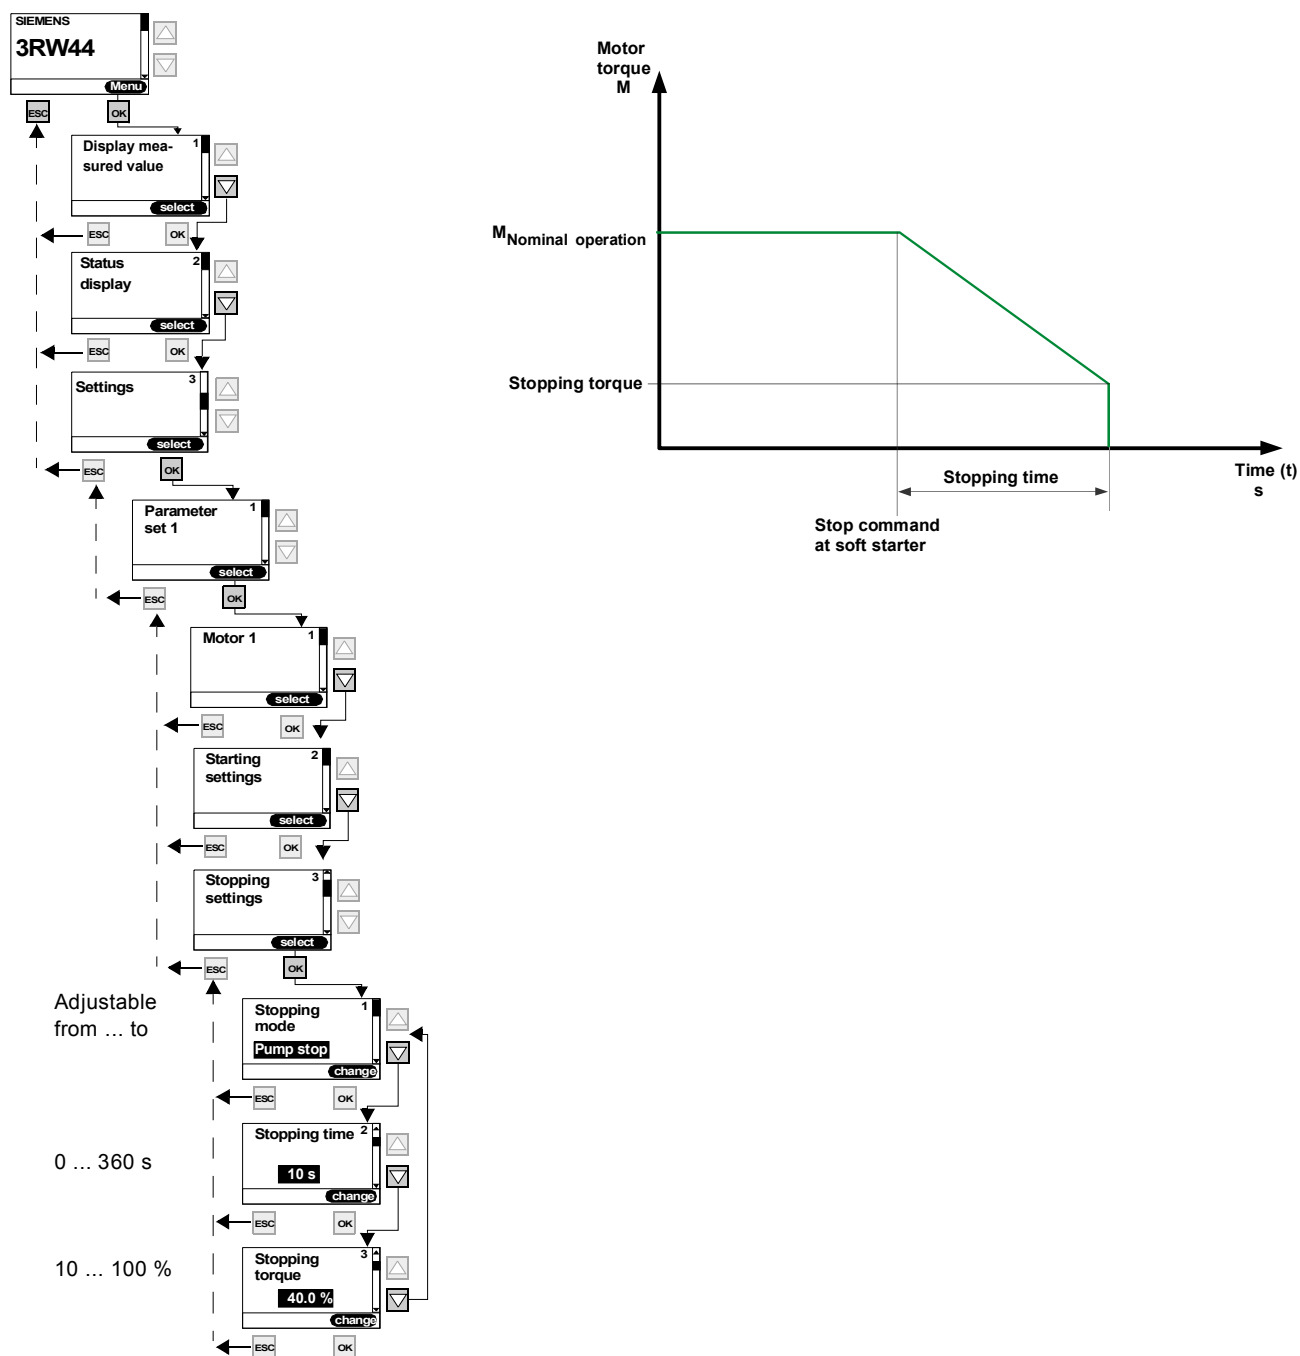 SIEMENS
3RW44
Menu
ESC
OK
Display mea-
sured value
1
select
ESC
OK
Status
display
2
select
ESC
OK
Settings
3
select
ESC
OK
Parameter
set 1
1
select
ESC
OK
Motor 1
1
select
ESC
OK
Starting
settings
2
select
ESC
OK
Stopping
settings
3
select
ESC
OK
Adjustable
from ... to
Stopping
mode
1
Pump stop
change
ESC
OK
0 ... 360 s
Stopping time 2
10 s
change
ESC
OK
10 ... 100 %
Stopping
torque
3
40.0 %
change
ESC
OK
Motor
torque
M
MNominal operation
Stopping torque
Stopping time
Time (t)
s
Stop command
at soft starter